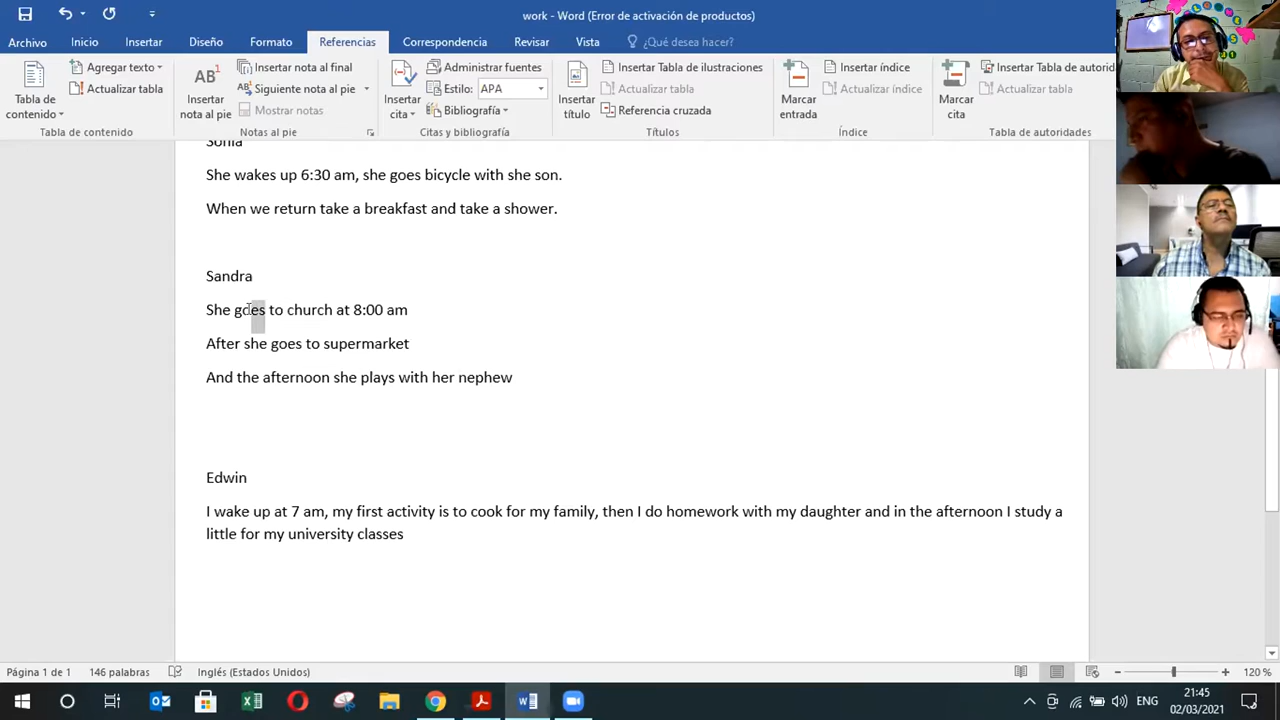 work - Word (Error de activación de productos)
Archivo Inicio Insertar Diseño Formato Referencias Correspondencia Revisar Vista ¿Qué desea hacer?
Tabla de contenido
Agregar texto
Actualizar tabla
Tabla de contenido
AB¹ Insertar nota al pie
Insertar nota al final
Siguiente nota al pie
Mostrar notas
Notas al pie
Insertar cita
Administrar fuentes
Estilo: APA
Bibliografía
Citas y bibliografía
Insertar título
Insertar Tabla de ilustraciones
Actualizar tabla
Referencia cruzada
Títulos
Marcar entrada
Insertar índice
Actualizar índice
Índice
Marcar cita
Insertar Tabla de autorid
Actualizar tabla
Tabla de autoridades
Sonia
She wakes up 6:30 am, she goes bicycle with she son.
When we return take a breakfast and take a shower.
Sandra
She goes to church at 8:00 am
After she goes to supermarket
And the afternoon she plays with her nephew
Edwin
I wake up at 7 am, my first activity is to cook for my family, then I do homework with my daughter and in the afternoon I study a
little for my university classes
Página 1 de 1 146 palabras Inglés (Estados Unidos) 120 %
ENG
21:45
02/03/2021